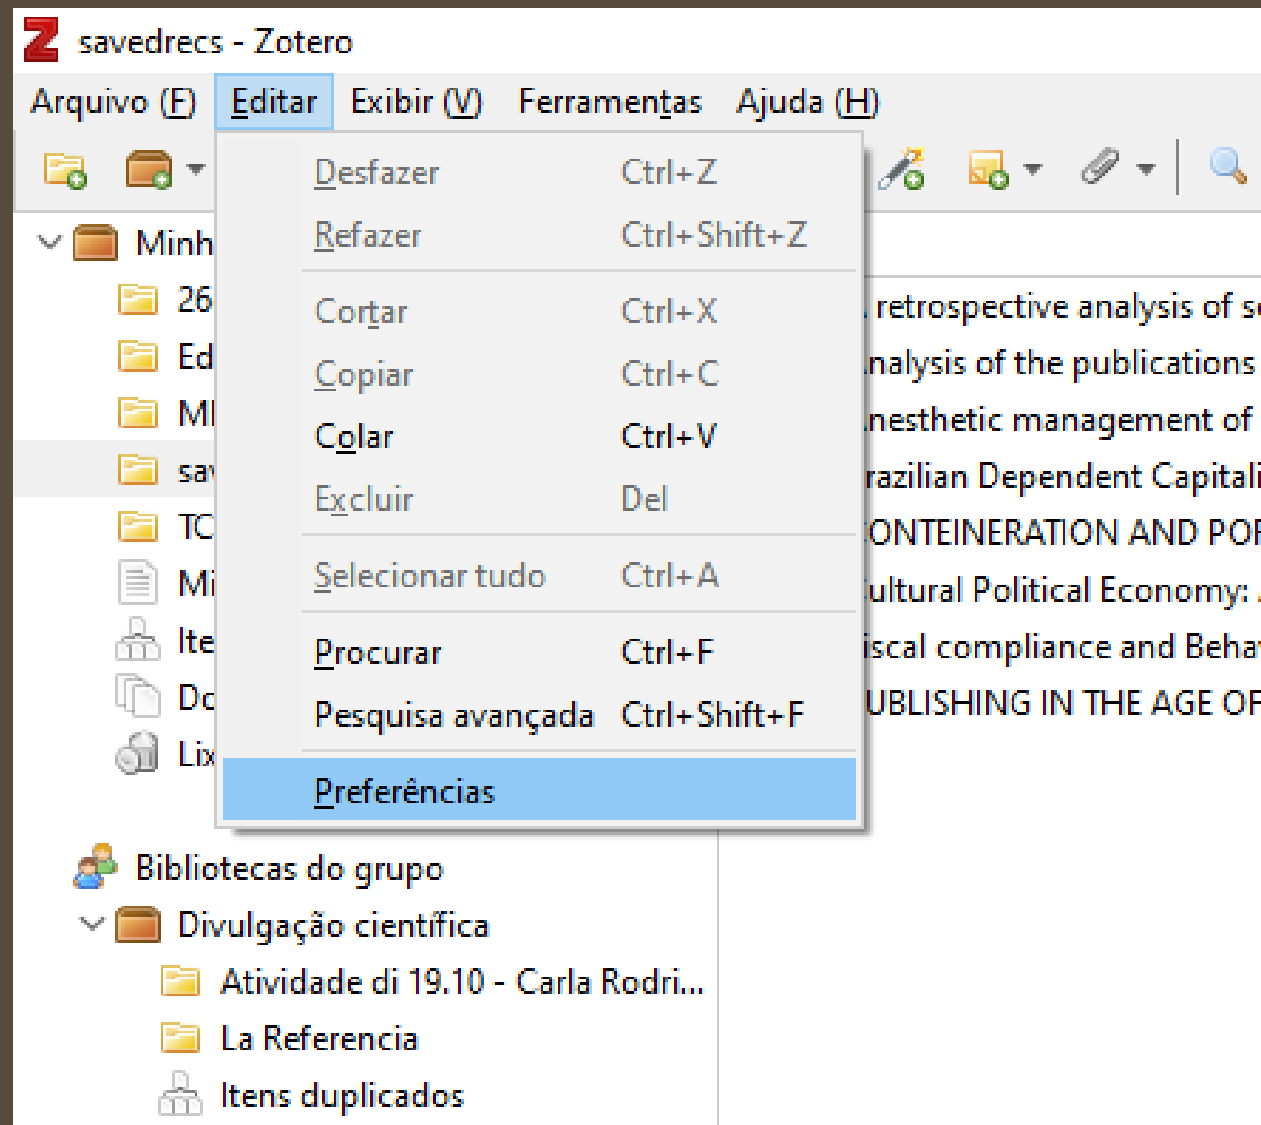 savedrecs - Zotero
Arquivo (F) Editar Exibir (V) Ferramentas Ajuda (H)
Desfazer Ctrl+Z
Refazer Ctrl+Shift+Z
Cortar Ctrl+X
Copiar Ctrl+C
Colar Ctrl+V
Excluir Del
Selecionar tudo Ctrl+A
Procurar Ctrl+F
Pesquisa avançada Ctrl+Shift+F
Preferências
Minh
26
Ed
sav
TC
Mi
Ite
Do
Lix
Bibliotecas do grupo
Divulgação científica
Atividade di 19.10 - Carla Rodri...
La Referencia
Itens duplicados
retrospective analysis of s
nalysis of the publications
nesthetic management of
razilian Dependent Capitali
ONTEINERATION AND POR
ultural Political Economy:
iscal compliance and Beha
UBLISHING IN THE AGE OF